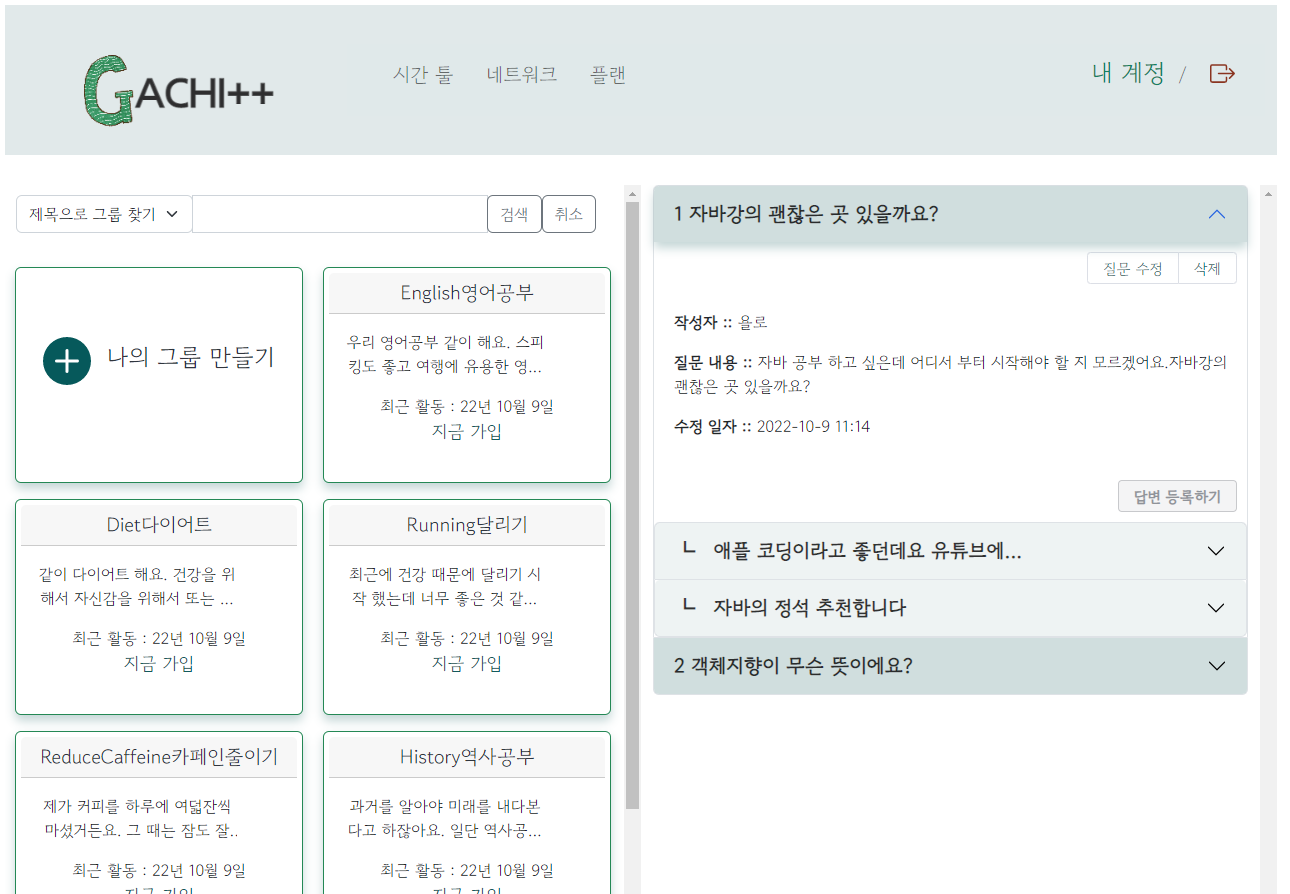 GACHI++
시간 툴 네트워크 플랜
내 계정 /
제목으로 그룹 찾기 검색 취소
나의 그룹 만들기
English영어공부
우리 영어공부 같이 해요. 스피
킹도 좋고 여행에 유용한 영...
최근 활동 : 22년 10월 9일
지금 가입
Diet다이어트
같이 다이어트 해요. 건강을 위
해서 자신감을 위해서 또는 ...
최근 활동 : 22년 10월 9일
지금 가입
Running달리기
최근에 건강 때문에 달리기 시
작 했는데 너무 좋은 것 같...
최근 활동 : 22년 10월 9일
지금 가입
ReduceCaffeine카페인줄이기
제가 커피를 하루에 여덟잔씩
마셨거든요. 그 때는 잠도 잘..
최근 활동 : 22년 10월 9일
지금 가입
History역사공부
과거를 알아야 미래를 내다본
다고 하잖아요. 일단 역사공...
최근 활동 : 22년 10월 9일
지금 가입
1 자바강의 괜찮은 곳 있을까요?
질문 수정 삭제
작성자 :: 욜로
질문 내용 :: 자바 공부 하고 싶은데 어디서 부터 시작해야 할 지 모르겠어요.자바강의
괜찮은 곳 있을까요?
수정 일자 :: 2022-10-9 11:14
답변 등록하기
ㄴ 애플 코딩이라고 좋던데요 유튜브에...
ㄴ 자바의 정석 추천합니다
2 객체지향이 무슨 뜻이에요?